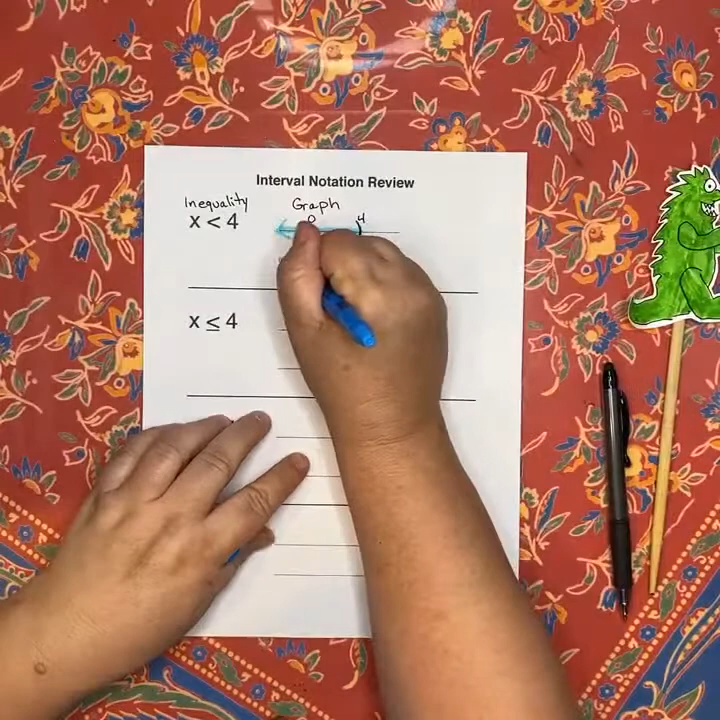 Interval Notation Review
Inequality Graph
x < 4 0 4
x ≤ 4